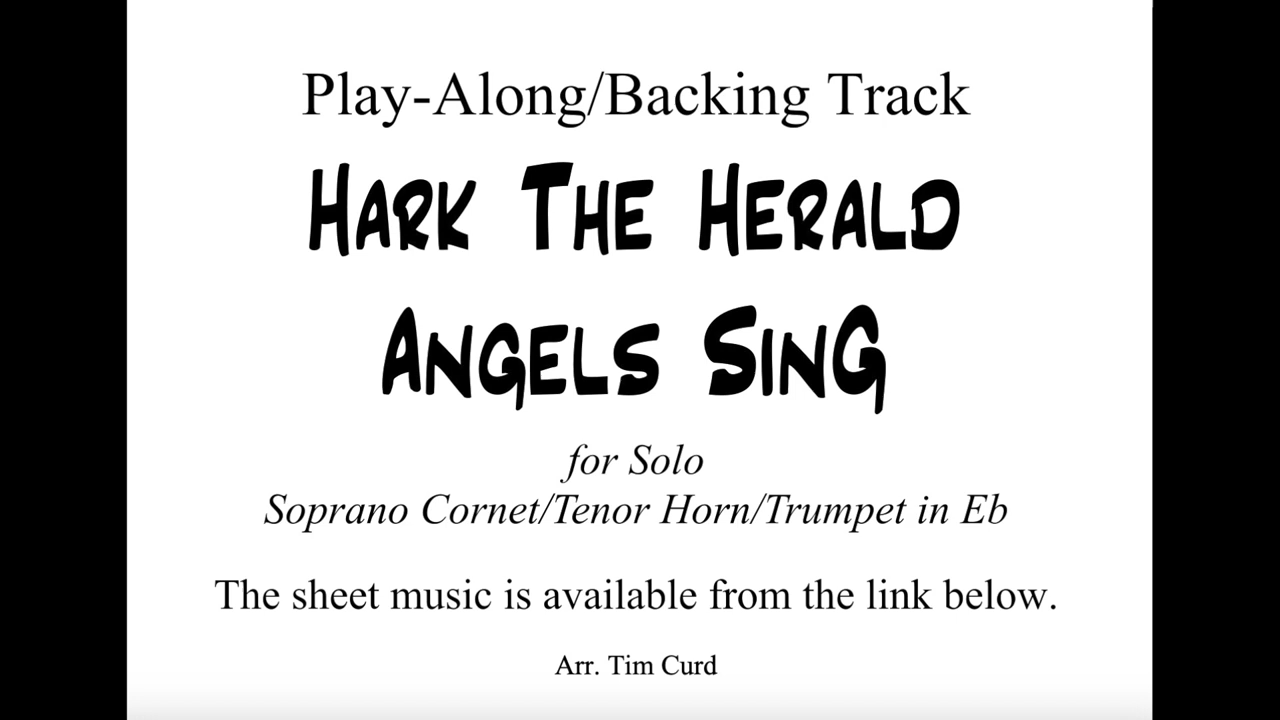 Play-Along/Backing Track
HARK THE HERALD
ANGELS SING
for Solo
Soprano Cornet/Tenor Horn/Trumpet in Eb
The sheet music is available from the link below.
Arr. Tim Curd